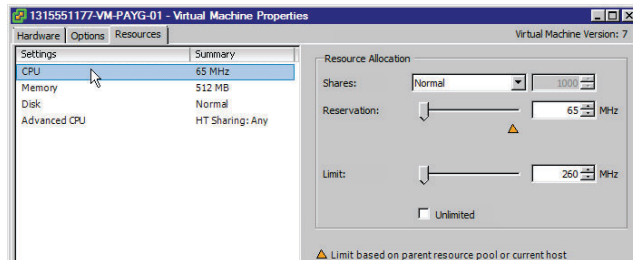 1315551177-VM-PAYG-01 - Virtual Machine Properties
Hardware Options Resources Virtual Machine Version: 7
Settings Summary
CPU 65 MHz
Memory 512 MB
Disk Normal
Advanced CPU HT Sharing: Any
Resource Allocation
Shares: Normal 1000
Reservation: 65 MHz
Limit: 260 MHz
Unlimited
Limit based on parent resource pool or current host